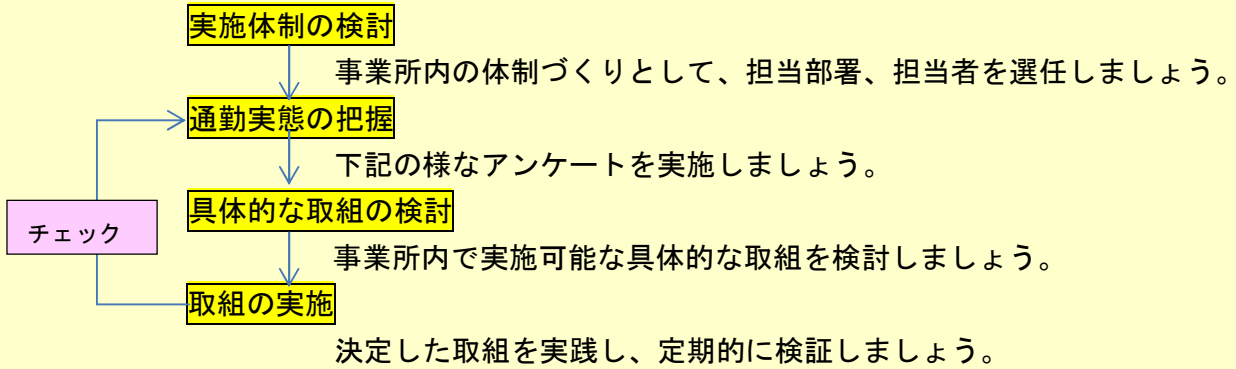 実施体制の検討
事業所内の体制づくりとして、担当部署、担当者を選任しましょう。
通勤実態の把握
下記の様なアンケートを実施しましょう。
具体的な取組の検討
チェック
事業所内で実施可能な具体的な取組を検討しましょう。
取組の実施
決定した取組を実践し、定期的に検証しましょう。